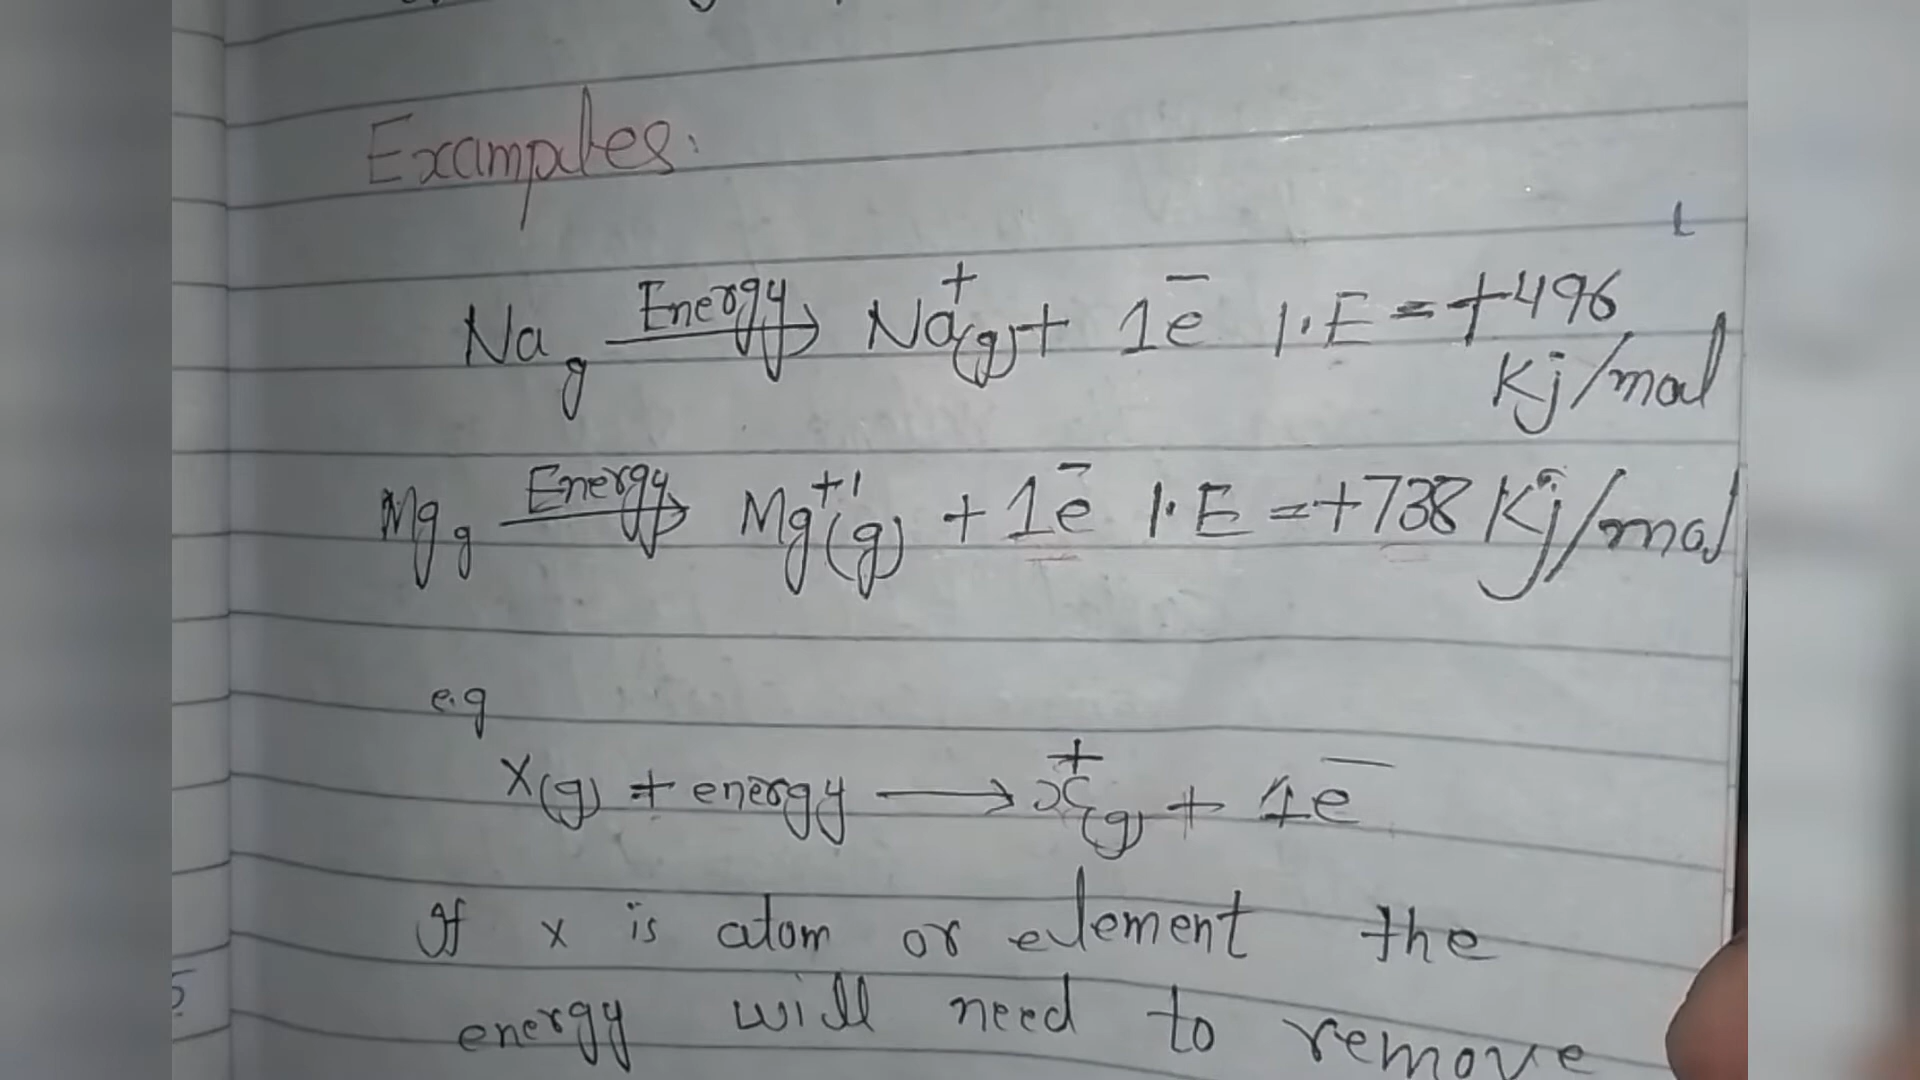 Examples:
Na g Energy→ Na⁺(g) + 1e⁻ I.E = +496
Kj/mol
Mg g Energy→ Mg⁺¹(g) + 1e⁻ I.E = +738 Kj/mol
e.g
x(g) + energy → x⁺(g) + 1e⁻
If x is atom or element the
energy will need to remove